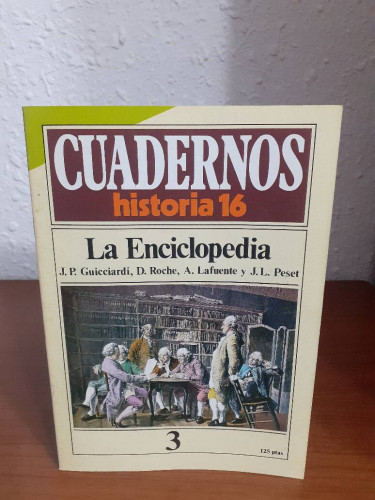 CUADERNOS
historia 16
La Enciclopedia
J. P. Guicciardi, D. Roche, A. Lafuente y J. L. Peset
3
125 ptas